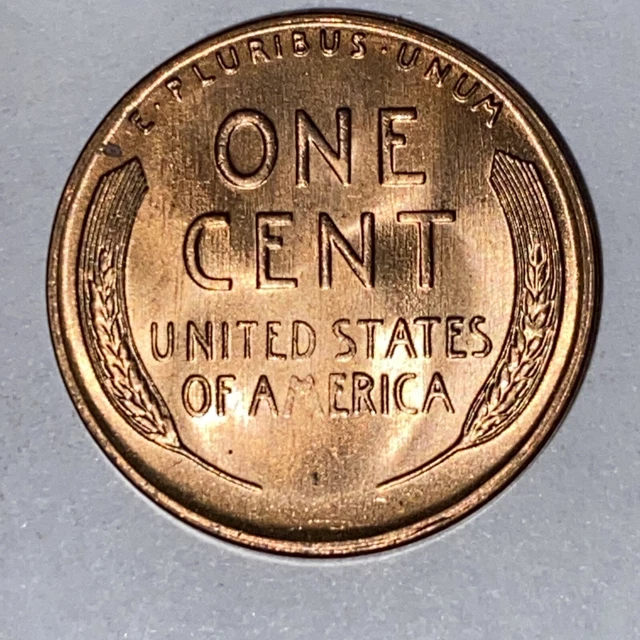 E·PLURIBUS·UNUM
ONE
CENT
UNITED STATES
OF AMERICA